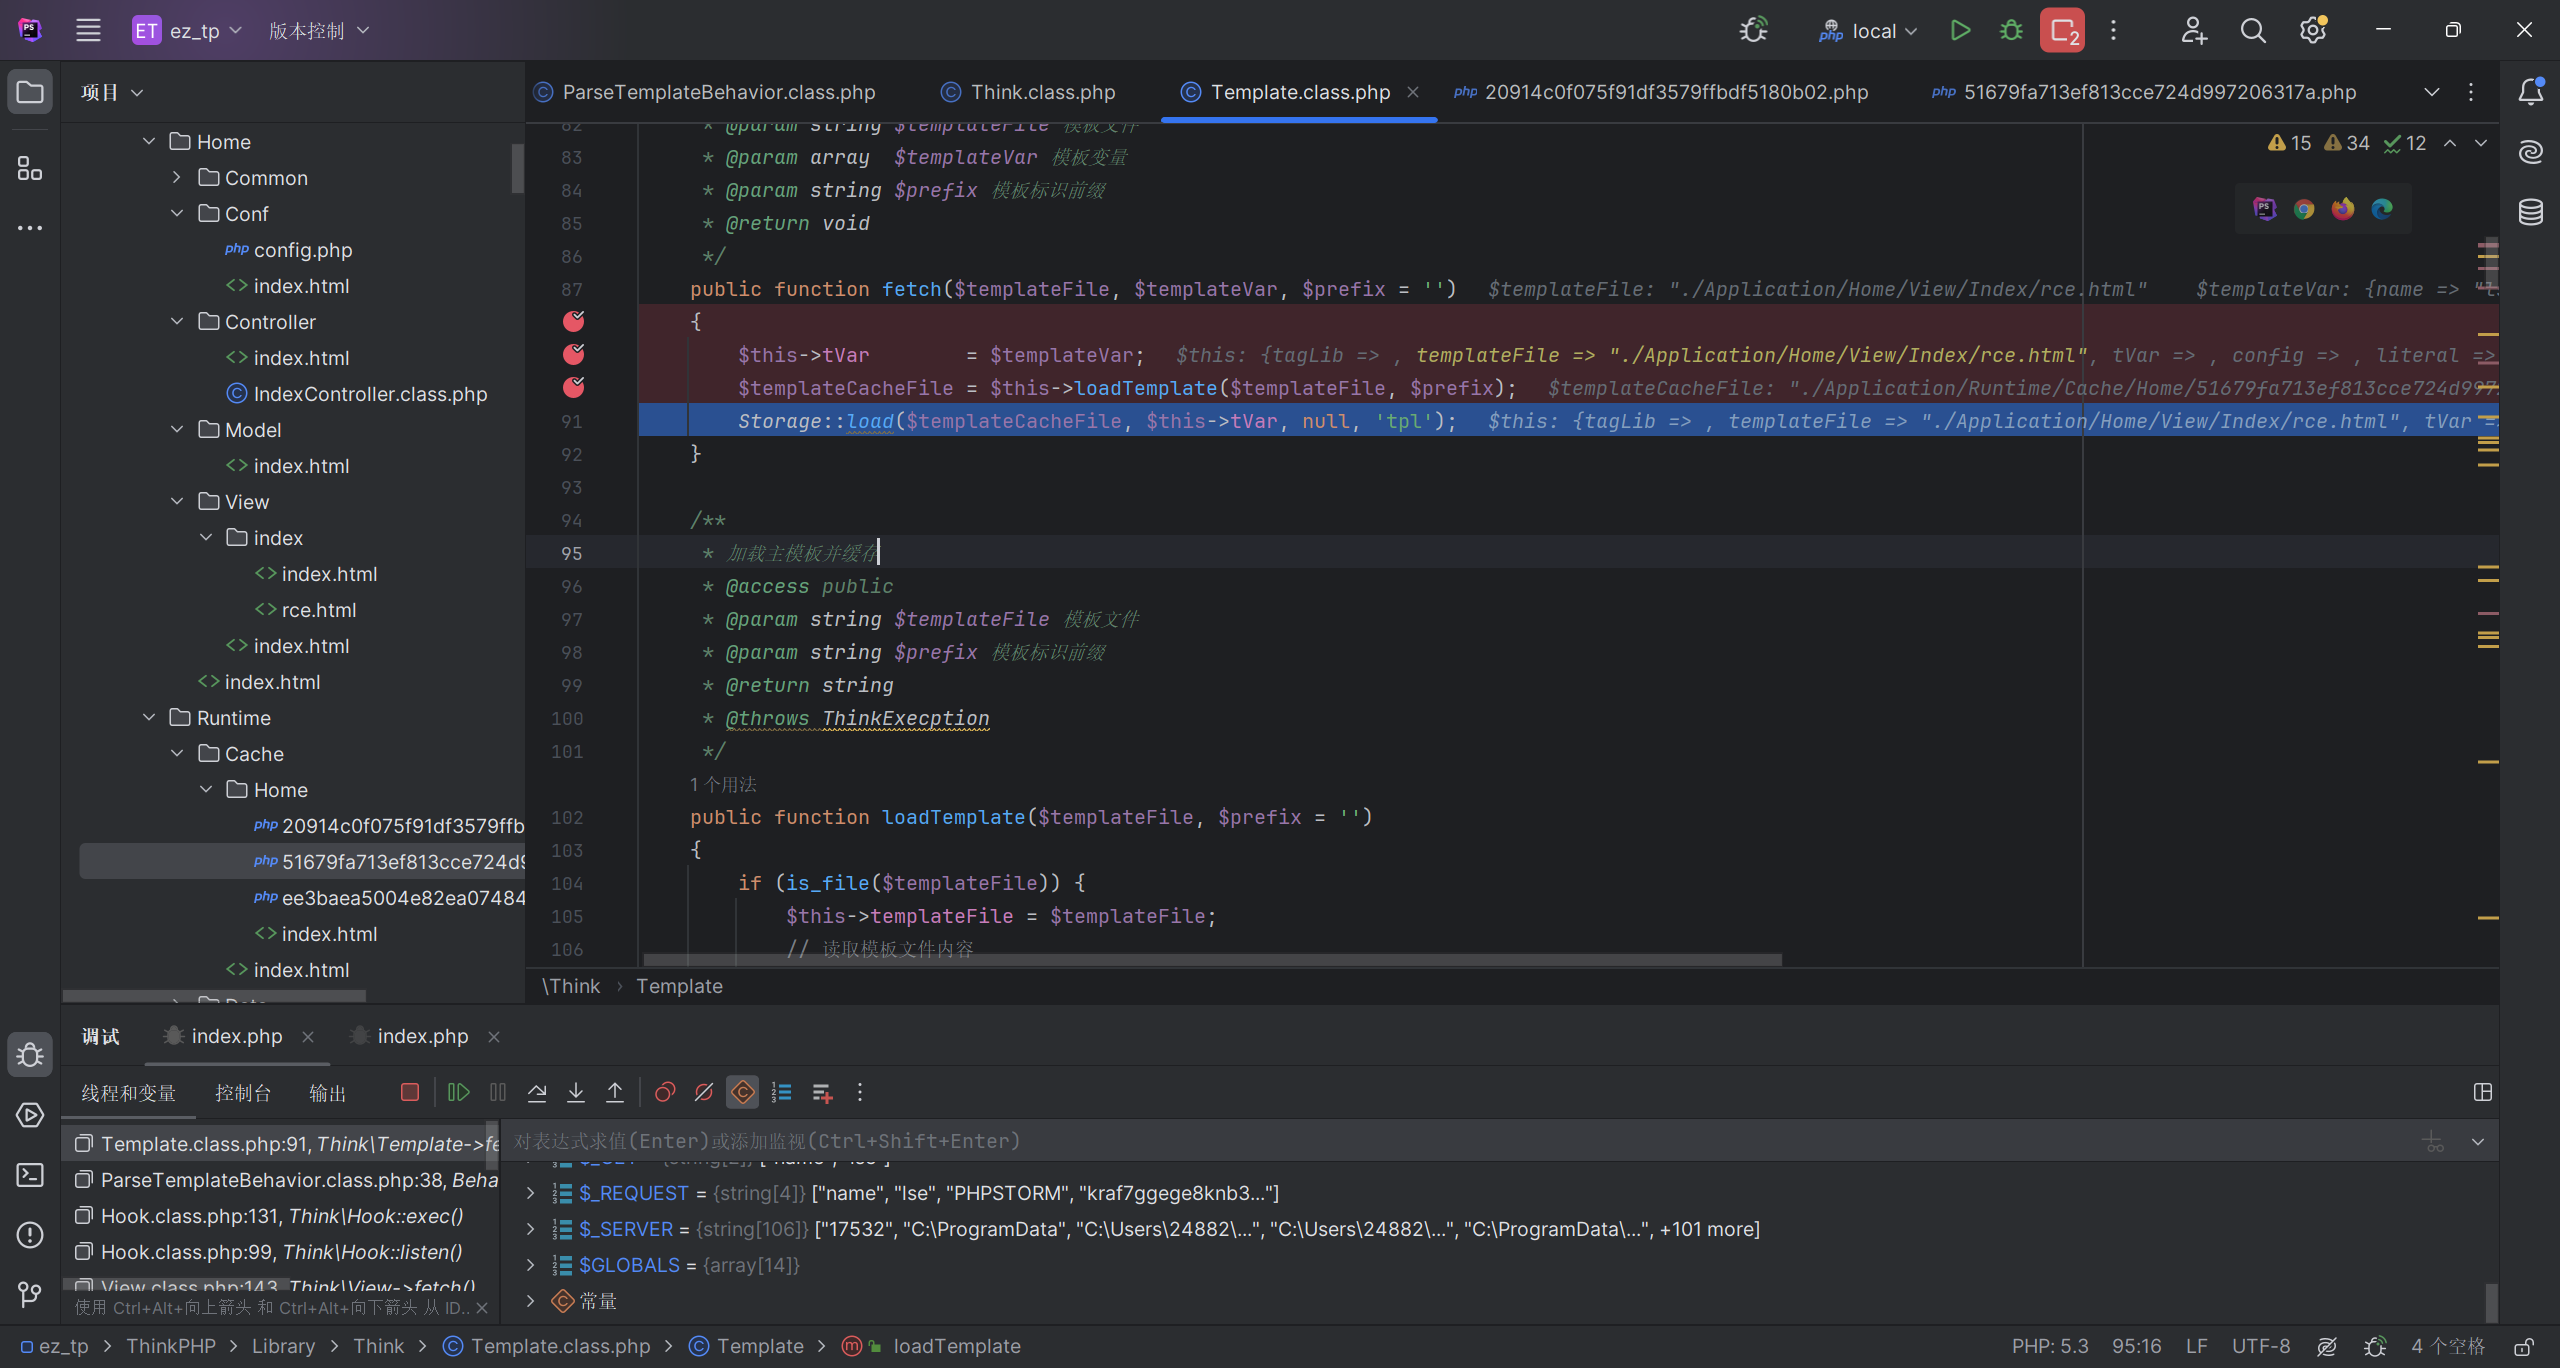 ET ez_tp 版本控制
php local
2
项目
ParseTemplateBehavior.class.php
Think.class.php
Template.class.php
php 20914c0f075f91df3579ffbdf5180b02.php
php 51679fa713ef813cce724d997206317a.php
Home
Common
Conf
php config.php
index.html
Controller
index.html
IndexController.class.php
Model
index.html
View
index
index.html
rce.html
index.html
index.html
Runtime
Cache
Home
php 20914c0f075f91df3579ffb
php 51679fa713ef813cce724d9
php ee3baea5004e82ea07484
index.html
index.html
15 34 12
82 * @param string $templateFile 模板文件
83 * @param array  $templateVar 模板变量
84 * @param string $prefix 模板标识前缀
85 * @return void
86 */
87 public function fetch($templateFile, $templateVar, $prefix = '') $templateFile: "./Application/Home/View/Index/rce.html" $templateVar: {name => "l
{
$this->tVar        = $templateVar; $this: {tagLib => , templateFile => "./Application/Home/View/Index/rce.html", tVar => , config => , literal =>
$templateCacheFile = $this->loadTemplate($templateFile, $prefix); $templateCacheFile: "./Application/Runtime/Cache/Home/51679fa713ef813cce724d997
91 Storage::load($templateCacheFile, $this->tVar, null, 'tpl'); $this: {tagLib => , templateFile => "./Application/Home/View/Index/rce.html", tVar =
92 }
93
94 /**
95 * 加载主模板并缓存
96 * @access public
97 * @param string $templateFile 模板文件
98 * @param string $prefix 模板标识前缀
99 * @return string
100 * @throws ThinkExecption
101 */
1 个用法
102 public function loadTemplate($templateFile, $prefix = '')
103 {
104 if (is_file($templateFile)) {
105 $this->templateFile = $templateFile;
106 // 读取模板文件内容
\Think › Template
调试 index.php index.php
线程和变量 控制台 输出
Template.class.php:91, Think\Template->fe
ParseTemplateBehavior.class.php:38, Beha
Hook.class.php:131, Think\Hook::exec()
Hook.class.php:99, Think\Hook::listen()
View.class.php:143, Think\View->fetch()
使用 Ctrl+Alt+向上箭头 和 Ctrl+Alt+向下箭头 从 ID..
对表达式求值(Enter)或添加监视(Ctrl+Shift+Enter)
$_REQUEST = {string[4]} ["name", "lse", "PHPSTORM", "kraf7ggege8knb3..."]
$_SERVER = {string[106]} ["17532", "C:\ProgramData", "C:\Users\24882\...", "C:\Users\24882\...", "C:\ProgramData\...", +101 more]
$GLOBALS = {array[14]}
常量
ez_tp › ThinkPHP › Library › Think › Template.class.php › Template › loadTemplate
PHP: 5.3 95:16 LF UTF-8 4 个空格